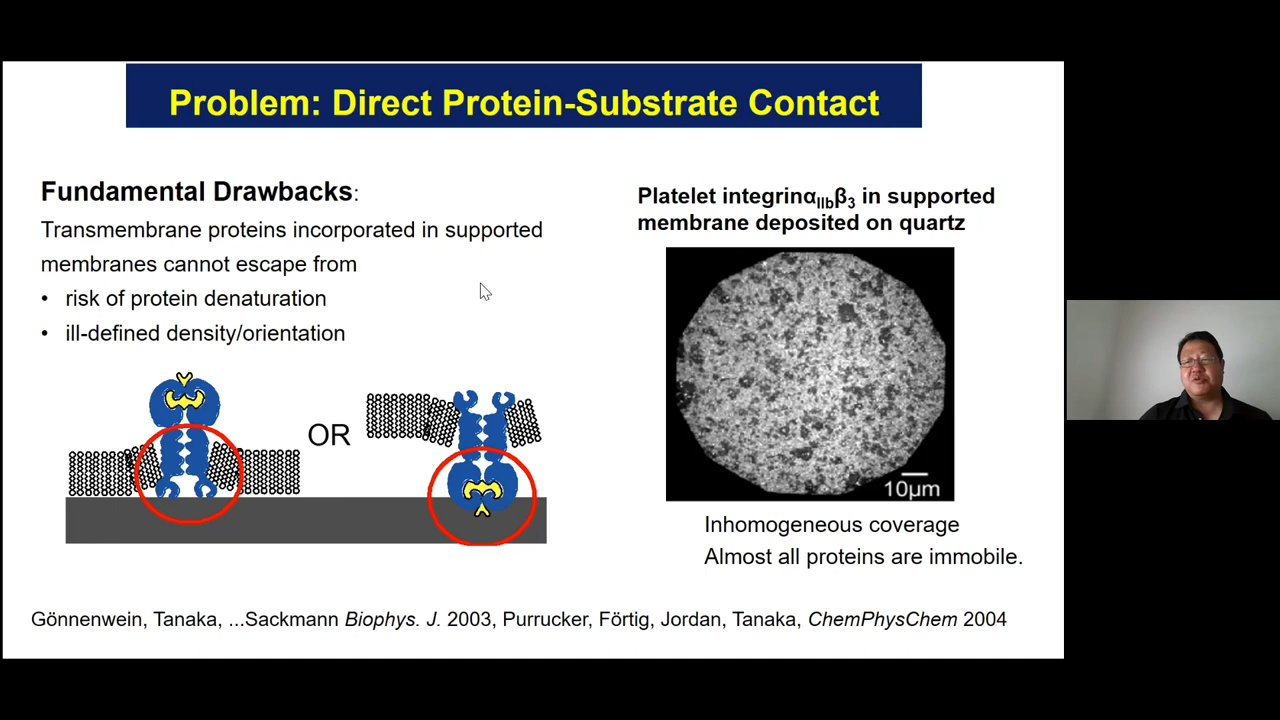 Problem: Direct Protein-Substrate Contact
Fundamental Drawbacks:
Transmembrane proteins incorporated in supported
membranes cannot escape from
• risk of protein denaturation
• ill-defined density/orientation
OR
Platelet integrinαIIbβ3 in supported
membrane deposited on quartz
10μm
Inhomogeneous coverage
Almost all proteins are immobile.
Gönnenwein, Tanaka, ...Sackmann Biophys. J. 2003, Purrucker, Förtig, Jordan, Tanaka, ChemPhysChem 2004